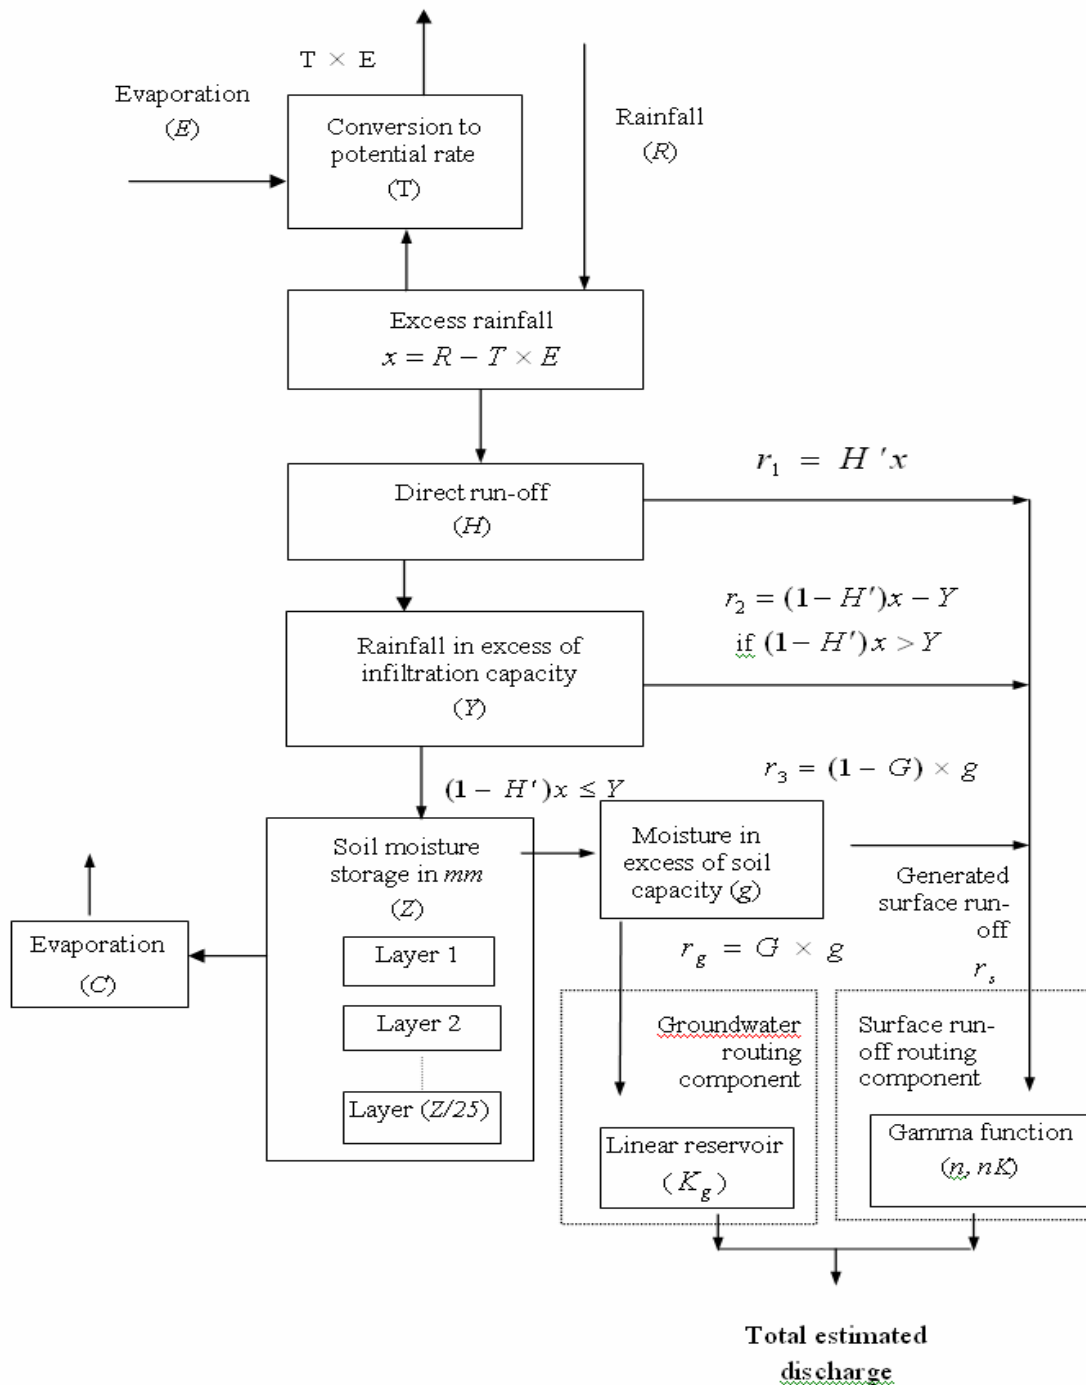 T × E
Evaporation
(E)
Conversion to
potential rate
(T)
Rainfall
(R)
Excess rainfall
x = R − T × E
Direct run-off
(H)
r₁ = H ′x
Rainfall in excess of
infiltration capacity
(Y)
r₂ = (1 − H′)x − Y
if (1 − H′)x > Y
(1 − H′)x ≤ Y
r₃ = (1 − G) × g
Soil moisture
storage in mm
(Z)
Layer 1
Layer 2
Layer (Z/25)
Moisture in
excess of soil
capacity (g)
Evaporation
(C)
Generated
surface run-
off
rₛ
r_g = G × g
Groundwater
routing
component
Surface run-
off routing
component
Linear reservoir
(K_g)
Gamma function
(n, nK)
Total estimated
discharge